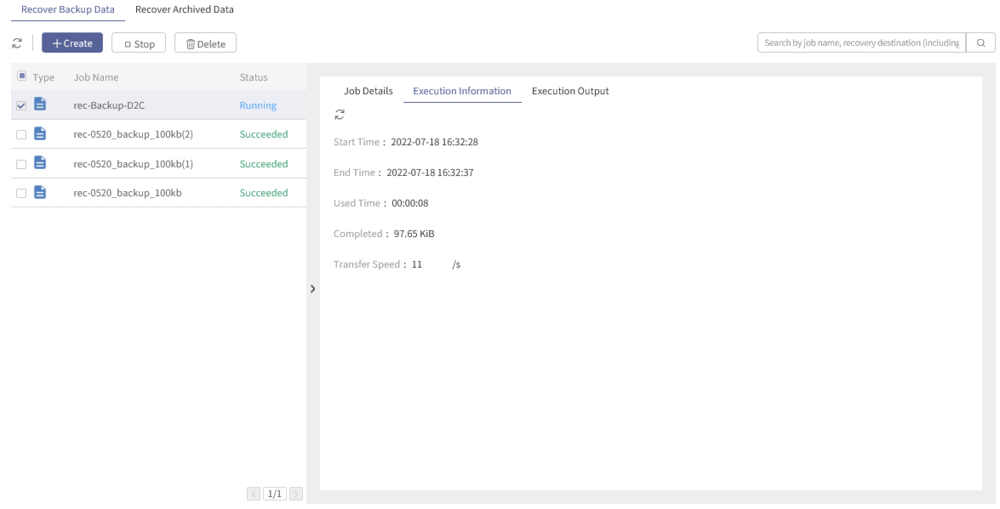 Recover Backup Data Recover Archived Data
Create Stop Delete Search by job name, recovery destination (including
Type Job Name Status
rec-Backup-D2C Running
rec-0520_backup_100kb(2) Succeeded
rec-0520_backup_100kb(1) Succeeded
rec-0520_backup_100kb Succeeded
1/1
Job Details Execution Information Execution Output
Start Time : 2022-07-18 16:32:28
End Time : 2022-07-18 16:32:37
Used Time : 00:00:08
Completed : 97.65 KiB
Transfer Speed : 11 /s